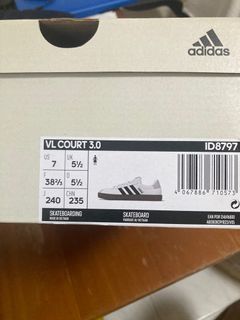 adidas
VL COURT 3.0
ID8797
US 7 UK 5½
F 38⅔ D 5½
J 240 CHN 235
4 067886 710573
SKATEBOARDING
SKATEBOARD